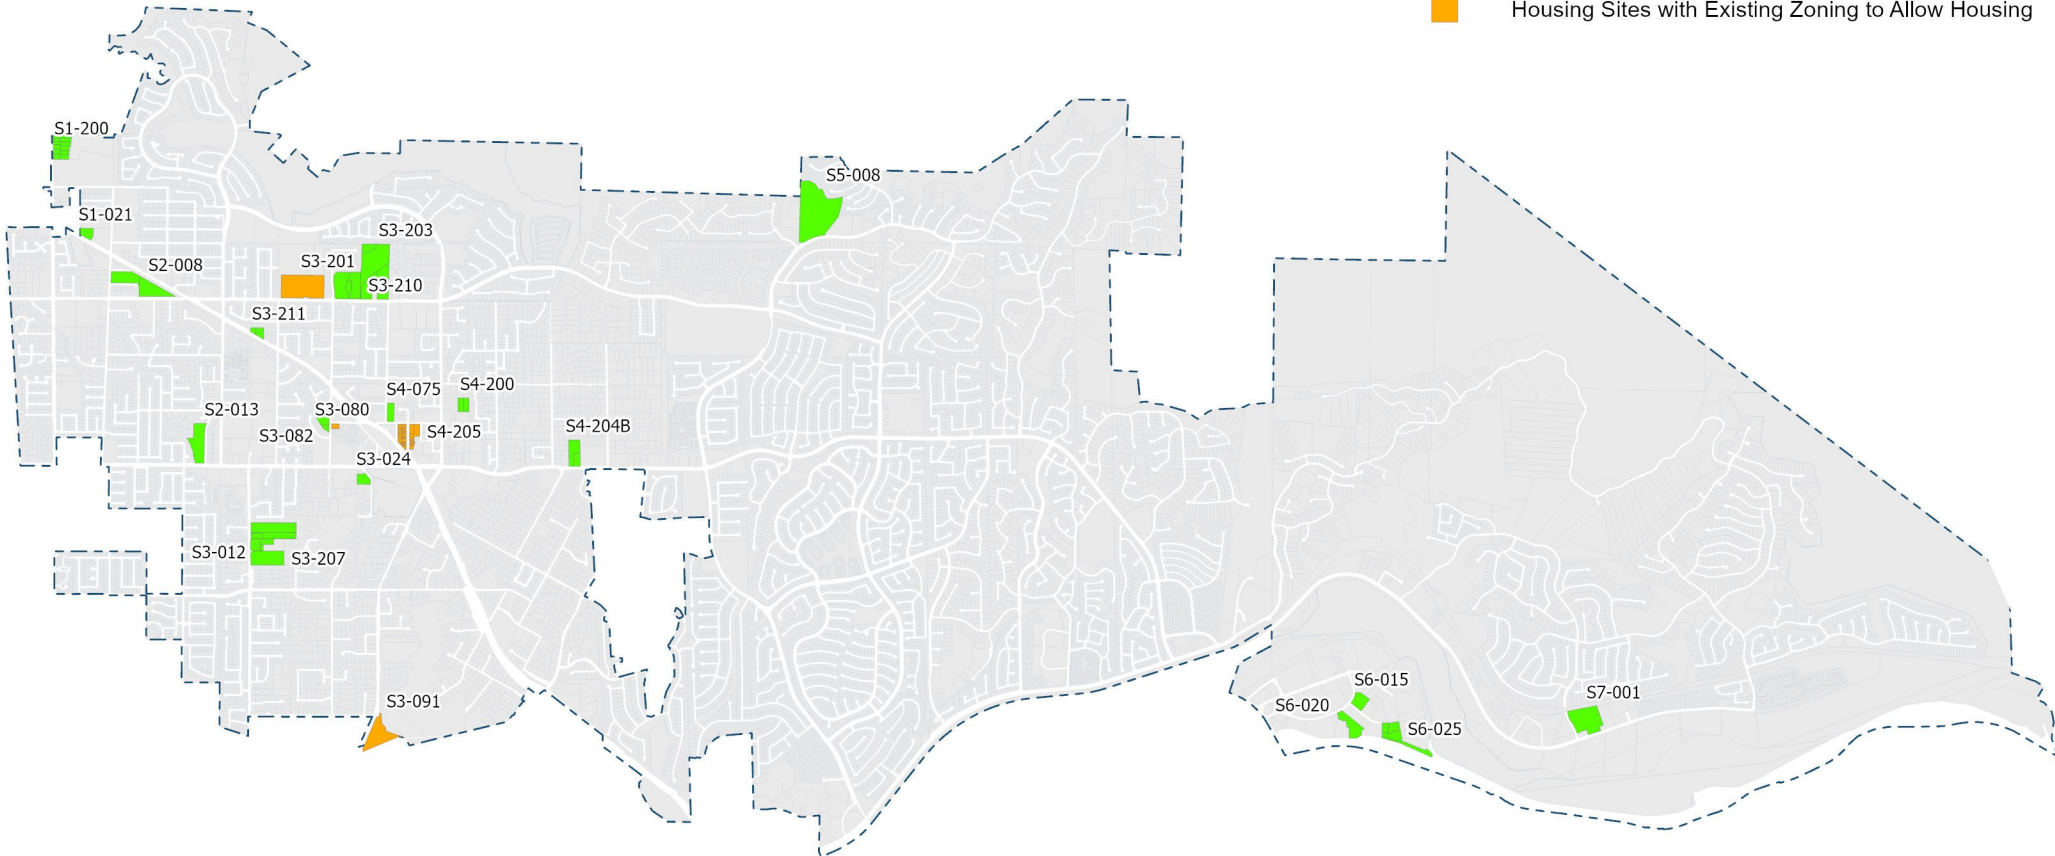 Housing Sites with Existing Zoning to Allow Housing
S1-200
S5-008
S1-021
S3-203
S2-008
S3-201
S3-210
S3-211
S4-075
S4-200
S2-013
S3-080
S4-205
S4-204B
S3-082
S3-024
S3-012
S3-207
S6-015
S7-001
S3-091
S6-020
S6-025